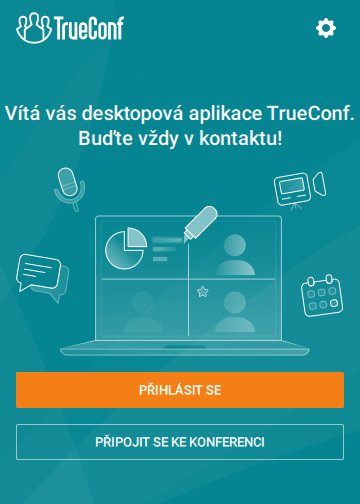 TrueConf
Vítá vás desktopová aplikace TrueConf.
Buďte vždy v kontaktu!
PŘIHLÁSIT SE
PŘIPOJIT SE KE KONFERENCI